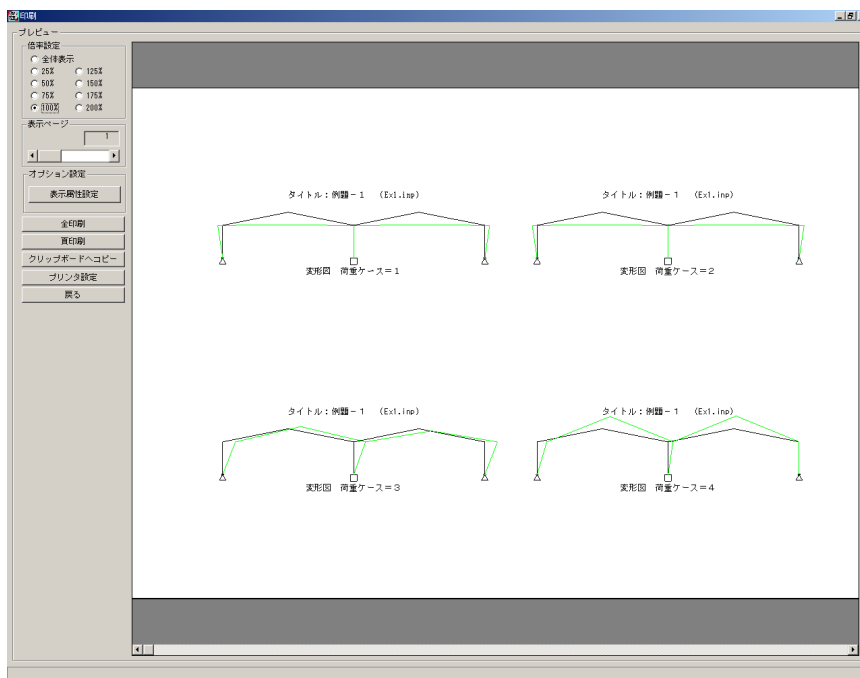 印刷
プレビュー
倍率設定
全体表示
25% 125%
50% 150%
75% 175%
100% 200%
表示ページ
1
オプション設定
表示属性設定
全印刷
頁印刷
クリップボードへコピー
プリンタ設定
戻る
タイトル：例題－1 (Ex1.inp)
変形図 荷重ケース＝1
タイトル：例題－1 (Ex1.inp)
変形図 荷重ケース＝2
タイトル：例題－1 (Ex1.inp)
変形図 荷重ケース＝3
タイトル：例題－1 (Ex1.inp)
変形図 荷重ケース＝4